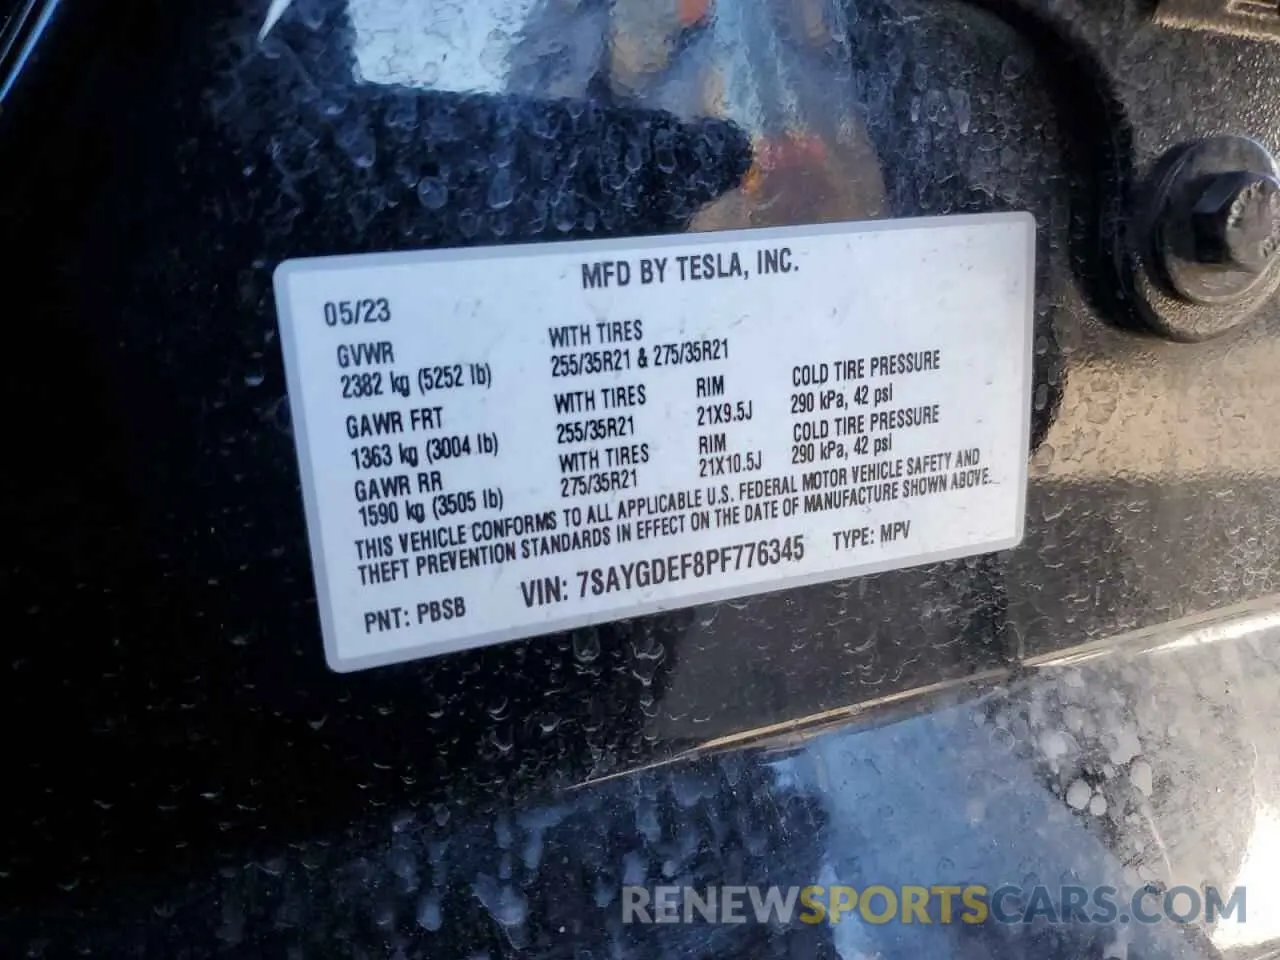 MFD BY TESLA, INC.
05/23
GVWR
2382 kg (5252 lb)
WITH TIRES
255/35R21 & 275/35R21
GAWR FRT
1363 kg (3004 lb)
WITH TIRES
255/35R21
RIM
21X9.5J
COLD TIRE PRESSURE
290 kPa, 42 psi
GAWR RR
1590 kg (3505 lb)
WITH TIRES
275/35R21
RIM
21X10.5J
COLD TIRE PRESSURE
290 kPa, 42 psi
THIS VEHICLE CONFORMS TO ALL APPLICABLE U.S. FEDERAL MOTOR VEHICLE SAFETY AND
THEFT PREVENTION STANDARDS IN EFFECT ON THE DATE OF MANUFACTURE SHOWN ABOVE.
PNT: PBSB
VIN: 7SAYGDEF8PF776345
TYPE: MPV
RENEWSPORTSCARS.COM